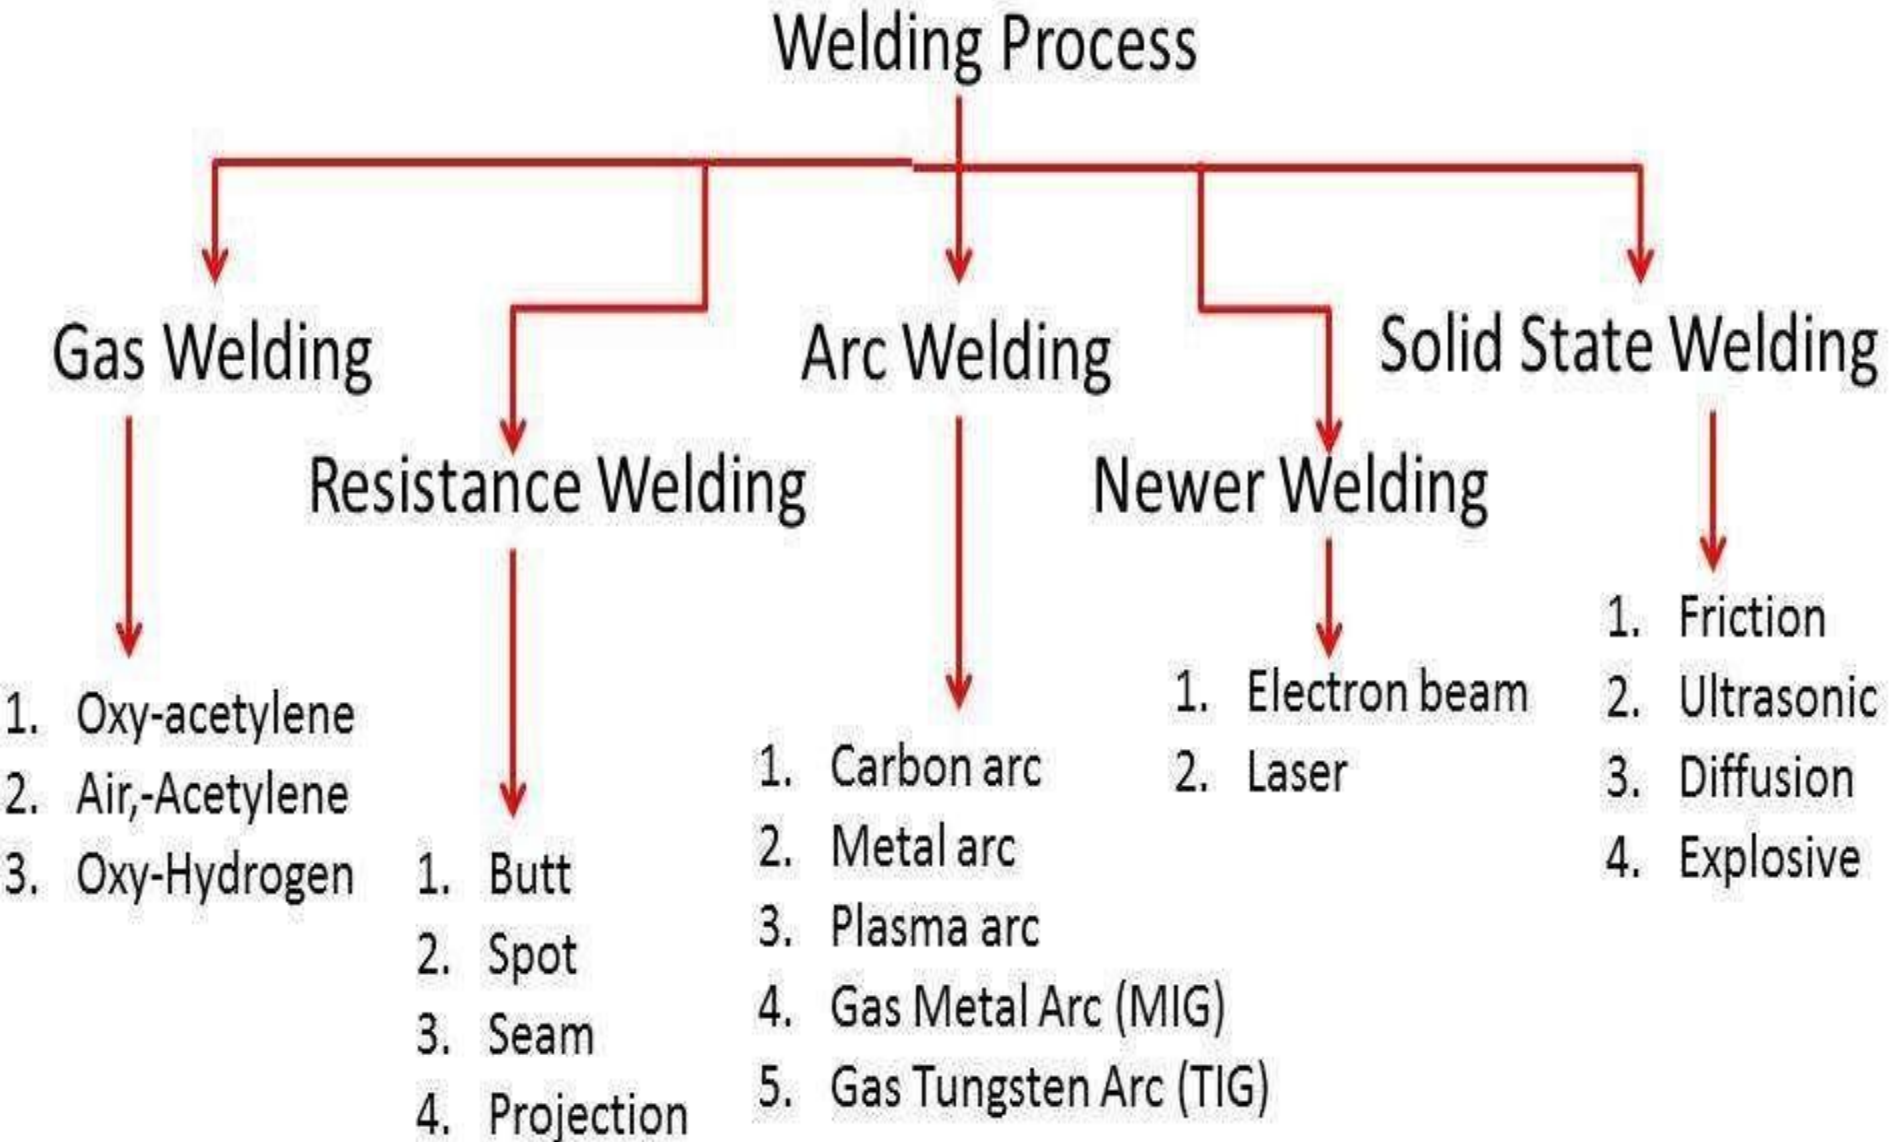 Welding Process
Gas Welding
Arc Welding
Solid State Welding
Resistance Welding
Newer Welding
1. Oxy-acetylene
2. Air,-Acetylene
3. Oxy-Hydrogen
1. Butt
2. Spot
3. Seam
4. Projection
1. Carbon arc
2. Metal arc
3. Plasma arc
4. Gas Metal Arc (MIG)
5. Gas Tungsten Arc (TIG)
1. Electron beam
2. Laser
1. Friction
2. Ultrasonic
3. Diffusion
4. Explosive